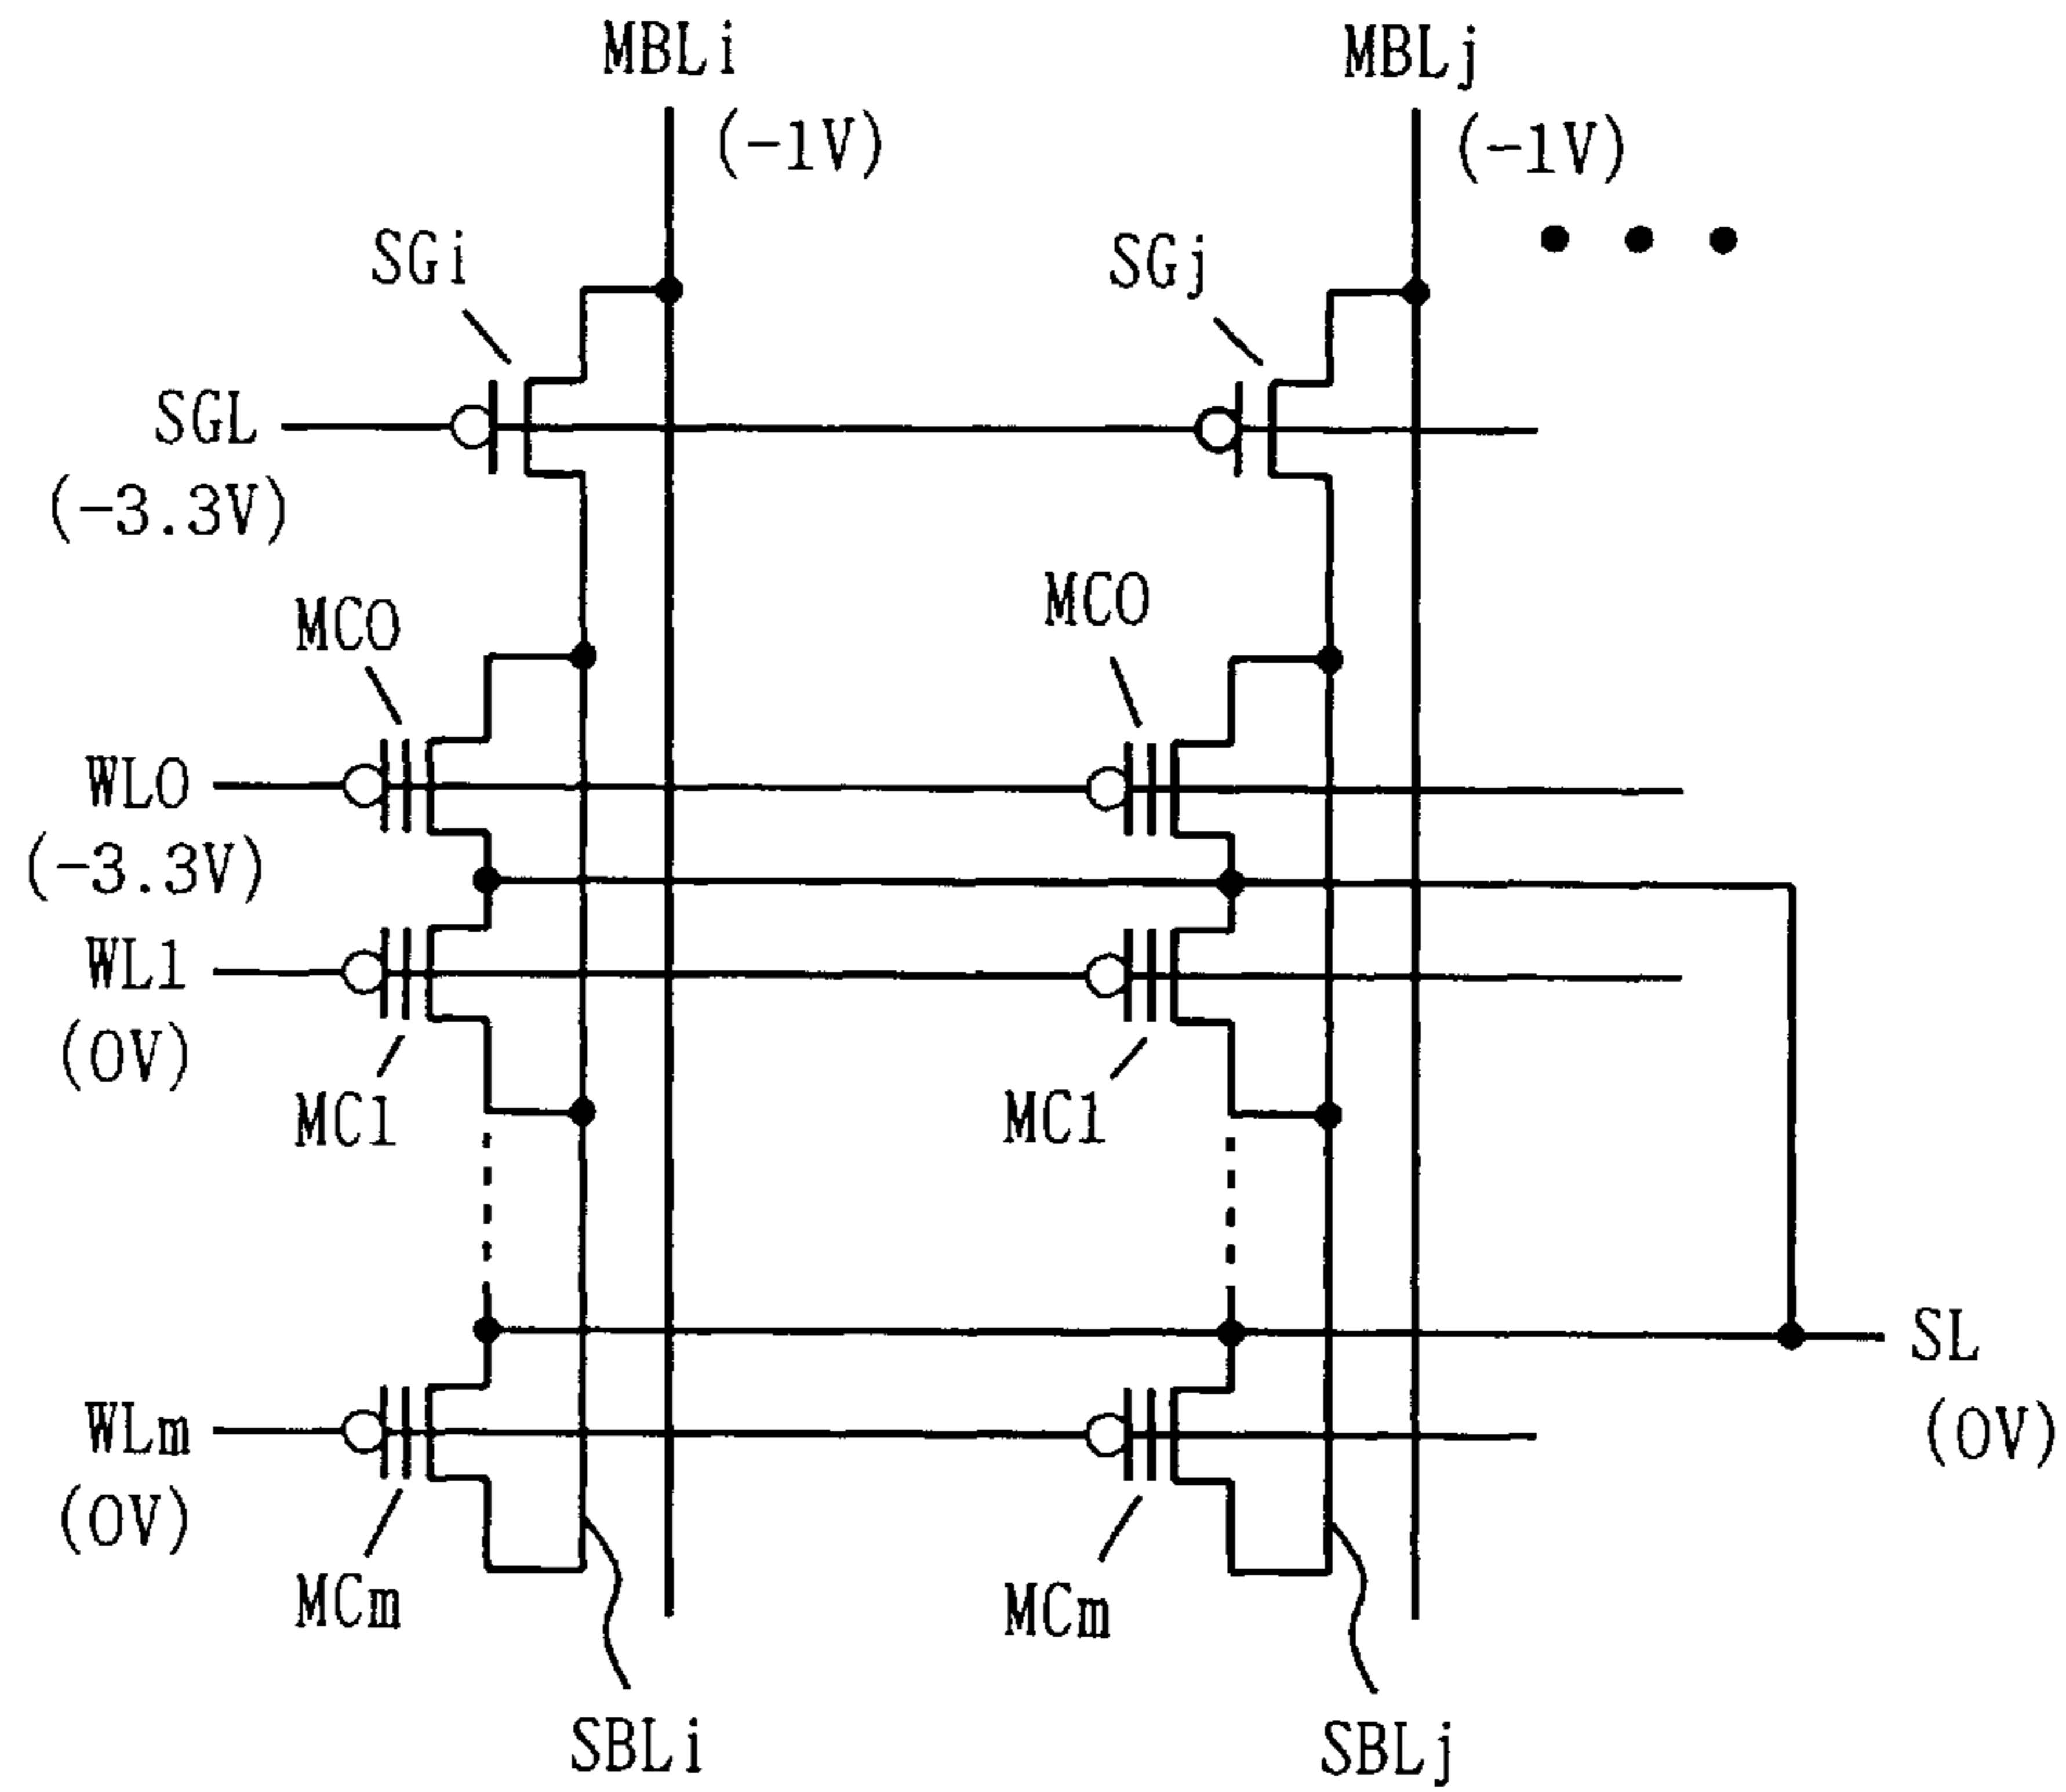 MBLi
MBLj
(-1V)
(-1V)
SGi
SGj
SGL
(-3.3V)
MC0
MC0
WL0
(-3.3V)
WL1
(0V)
MC1
MC1
SL
(0V)
WLm
(0V)
MCm
MCm
SBLi
SBLj